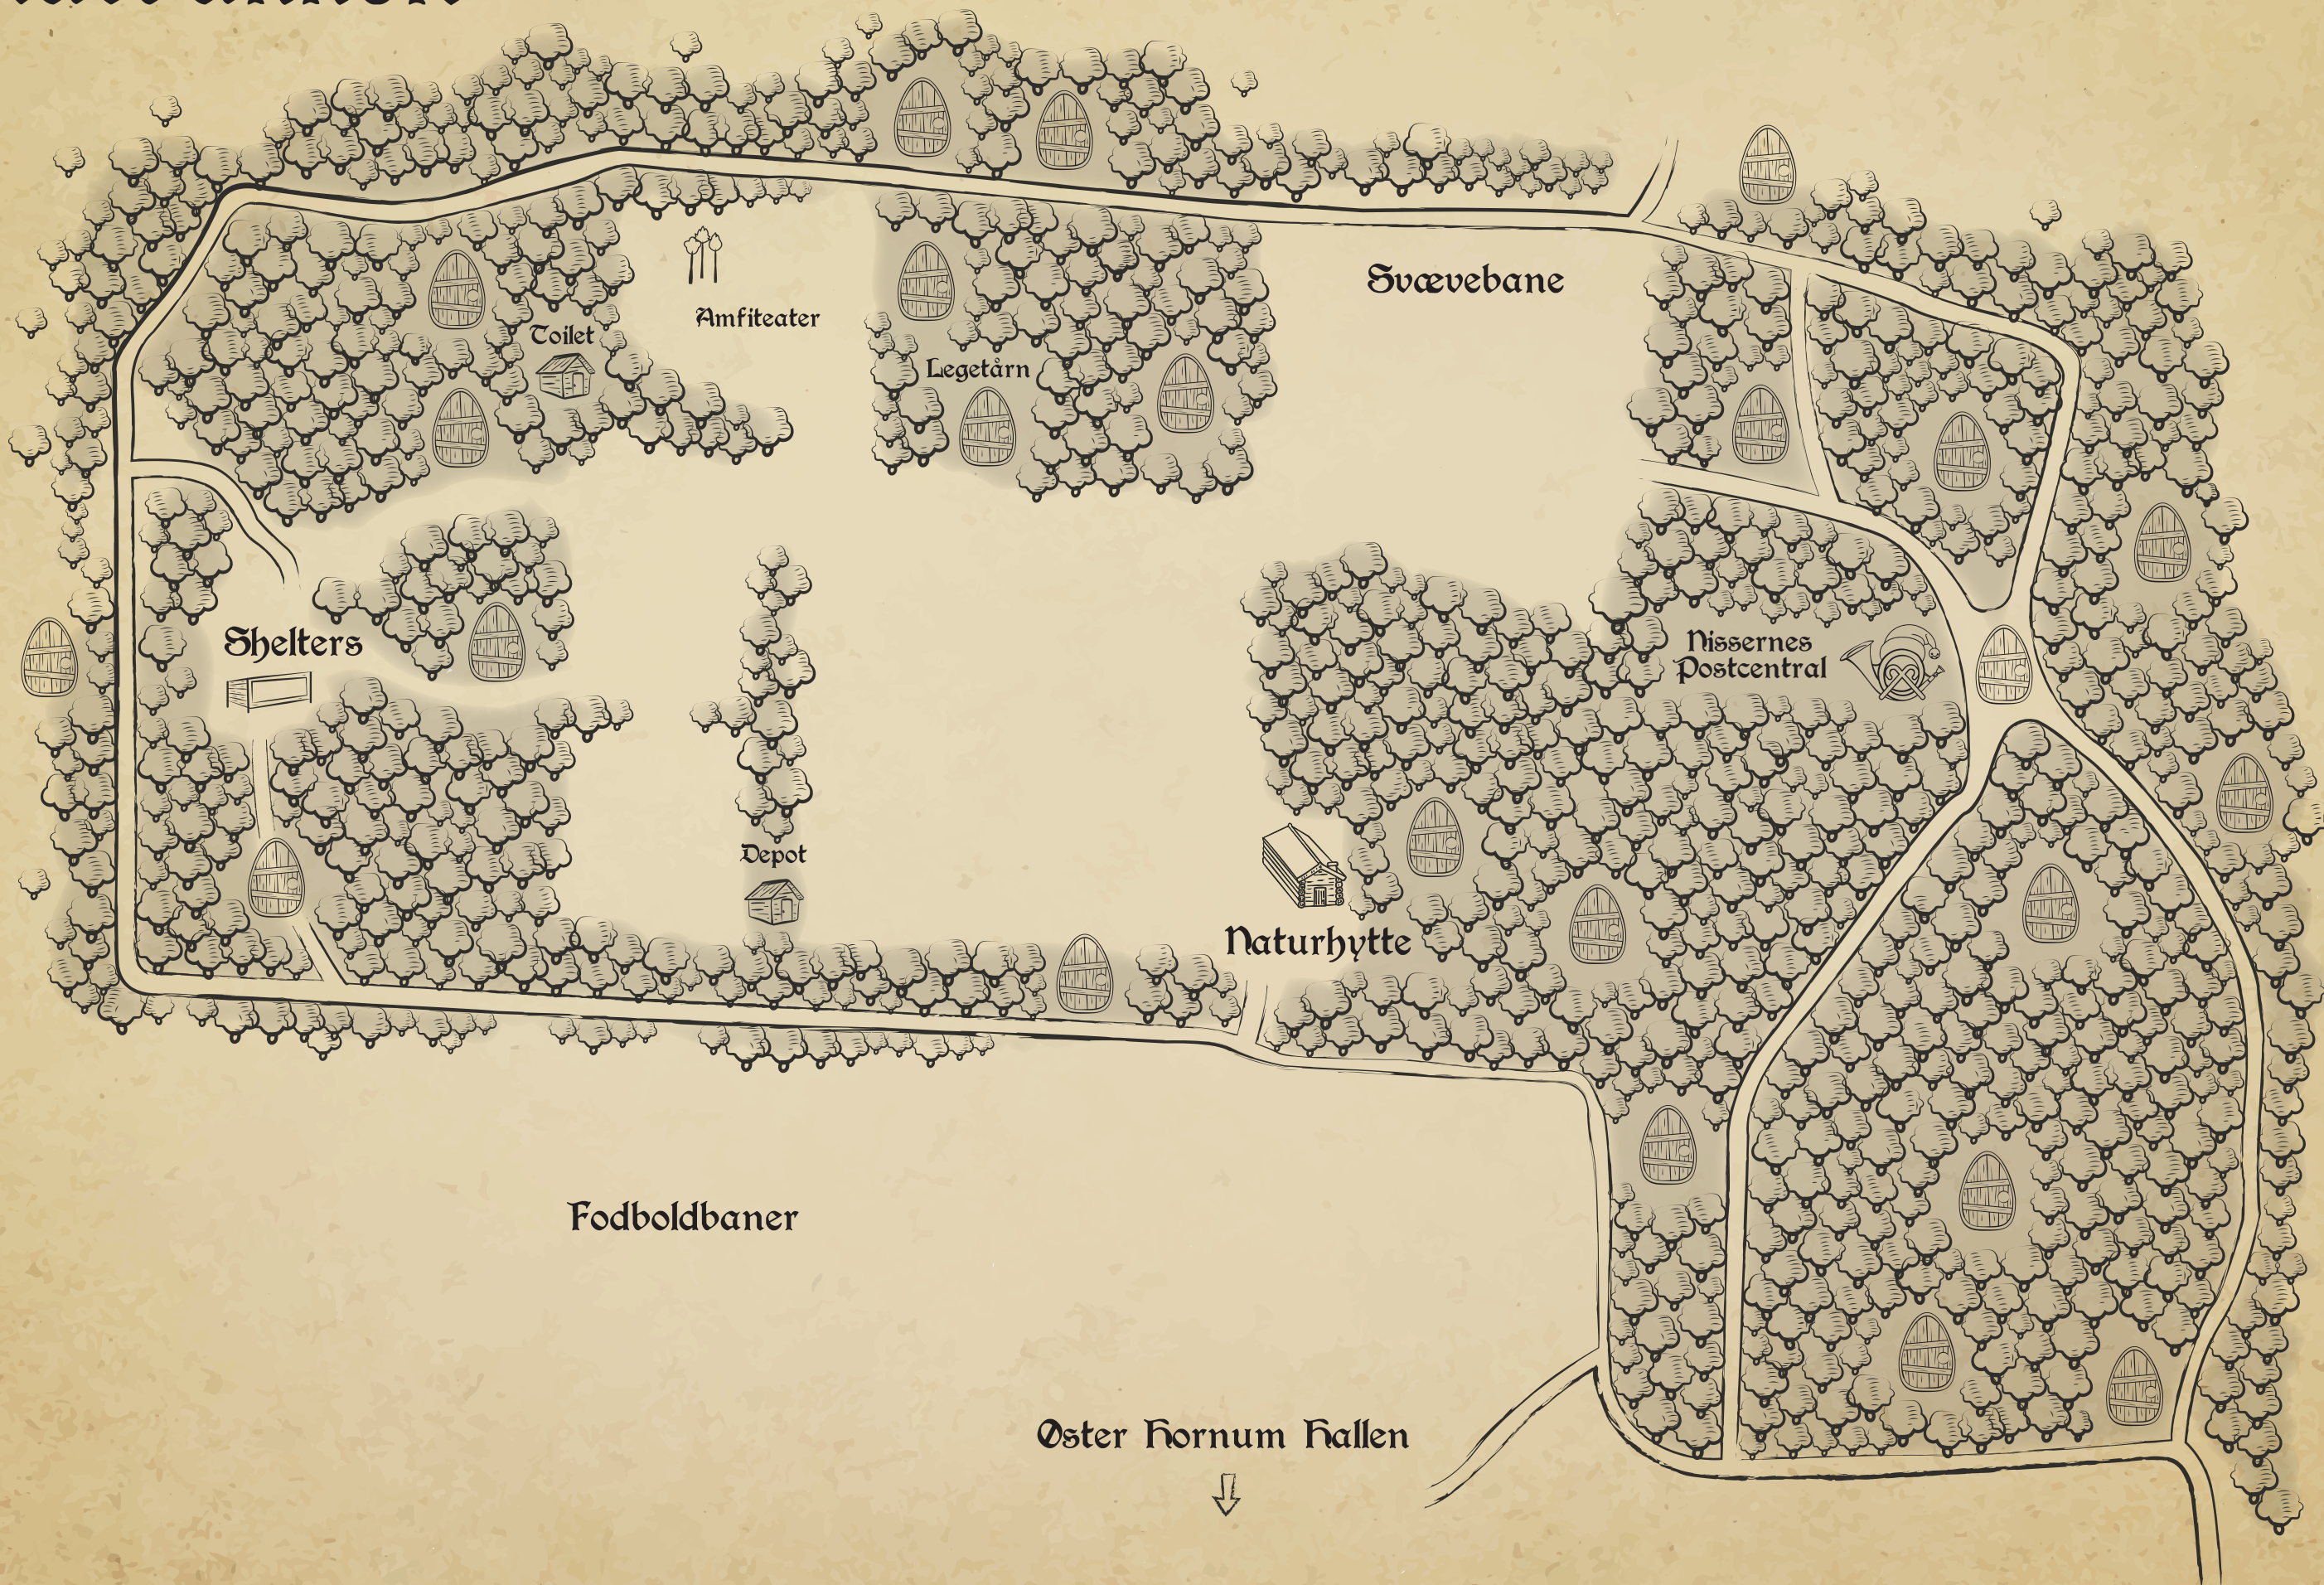 Svævebane
Toilet
Amfiteater
Legetårn
Shelters
Nissernes
Postcentral
Depot
Naturhytte
Fodboldbaner
Øster Hornum Hallen